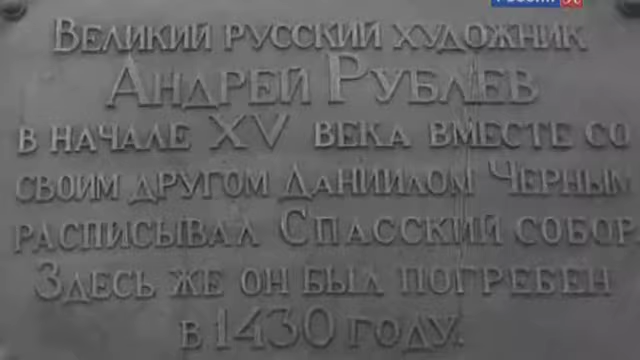 РОССИЯ К
ВЕЛИКИЙ РУССКИЙ ХУДОЖНИК
АНДРЕЙ РУБЛЕВ
В НАЧАЛЕ XV ВЕКА ВМЕСТЕ СО
СВОИМ ДРУГОМ ДАНИИЛОМ ЧЕРНЫМ
РАСПИСЫВАЛ СПАССКИЙ СОБОР.
ЗДЕСЬ ЖЕ ОН БЫЛ ПОГРЕБЕН
В 1430 ГОДУ.